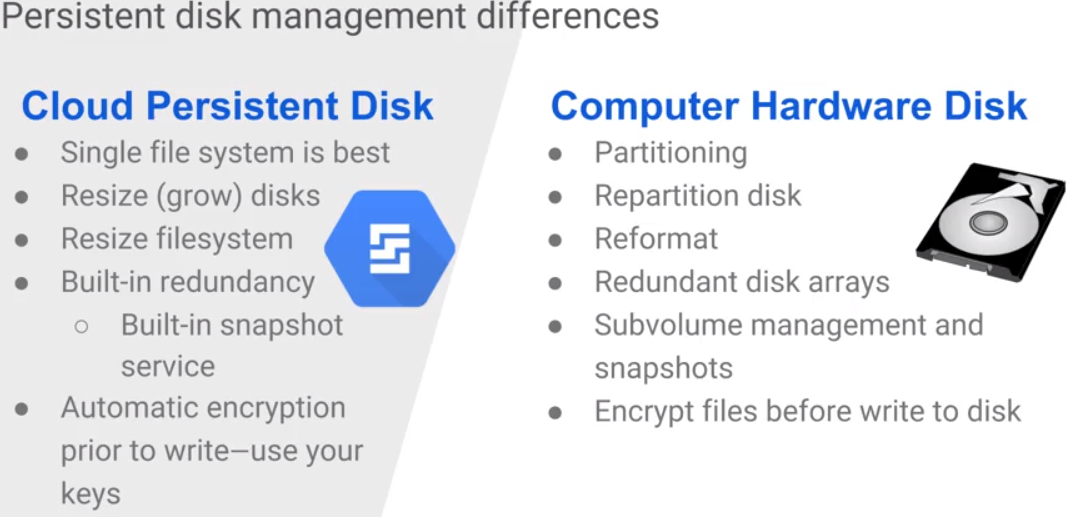 Persistent disk management differences
Cloud Persistent Disk
● Single file system is best
● Resize (grow) disks
● Resize filesystem
● Built-in redundancy
○ Built-in snapshot
service
● Automatic encryption
prior to write—use your
keys
Computer Hardware Disk
● Partitioning
● Repartition disk
● Reformat
● Redundant disk arrays
● Subvolume management and
snapshots
● Encrypt files before write to disk